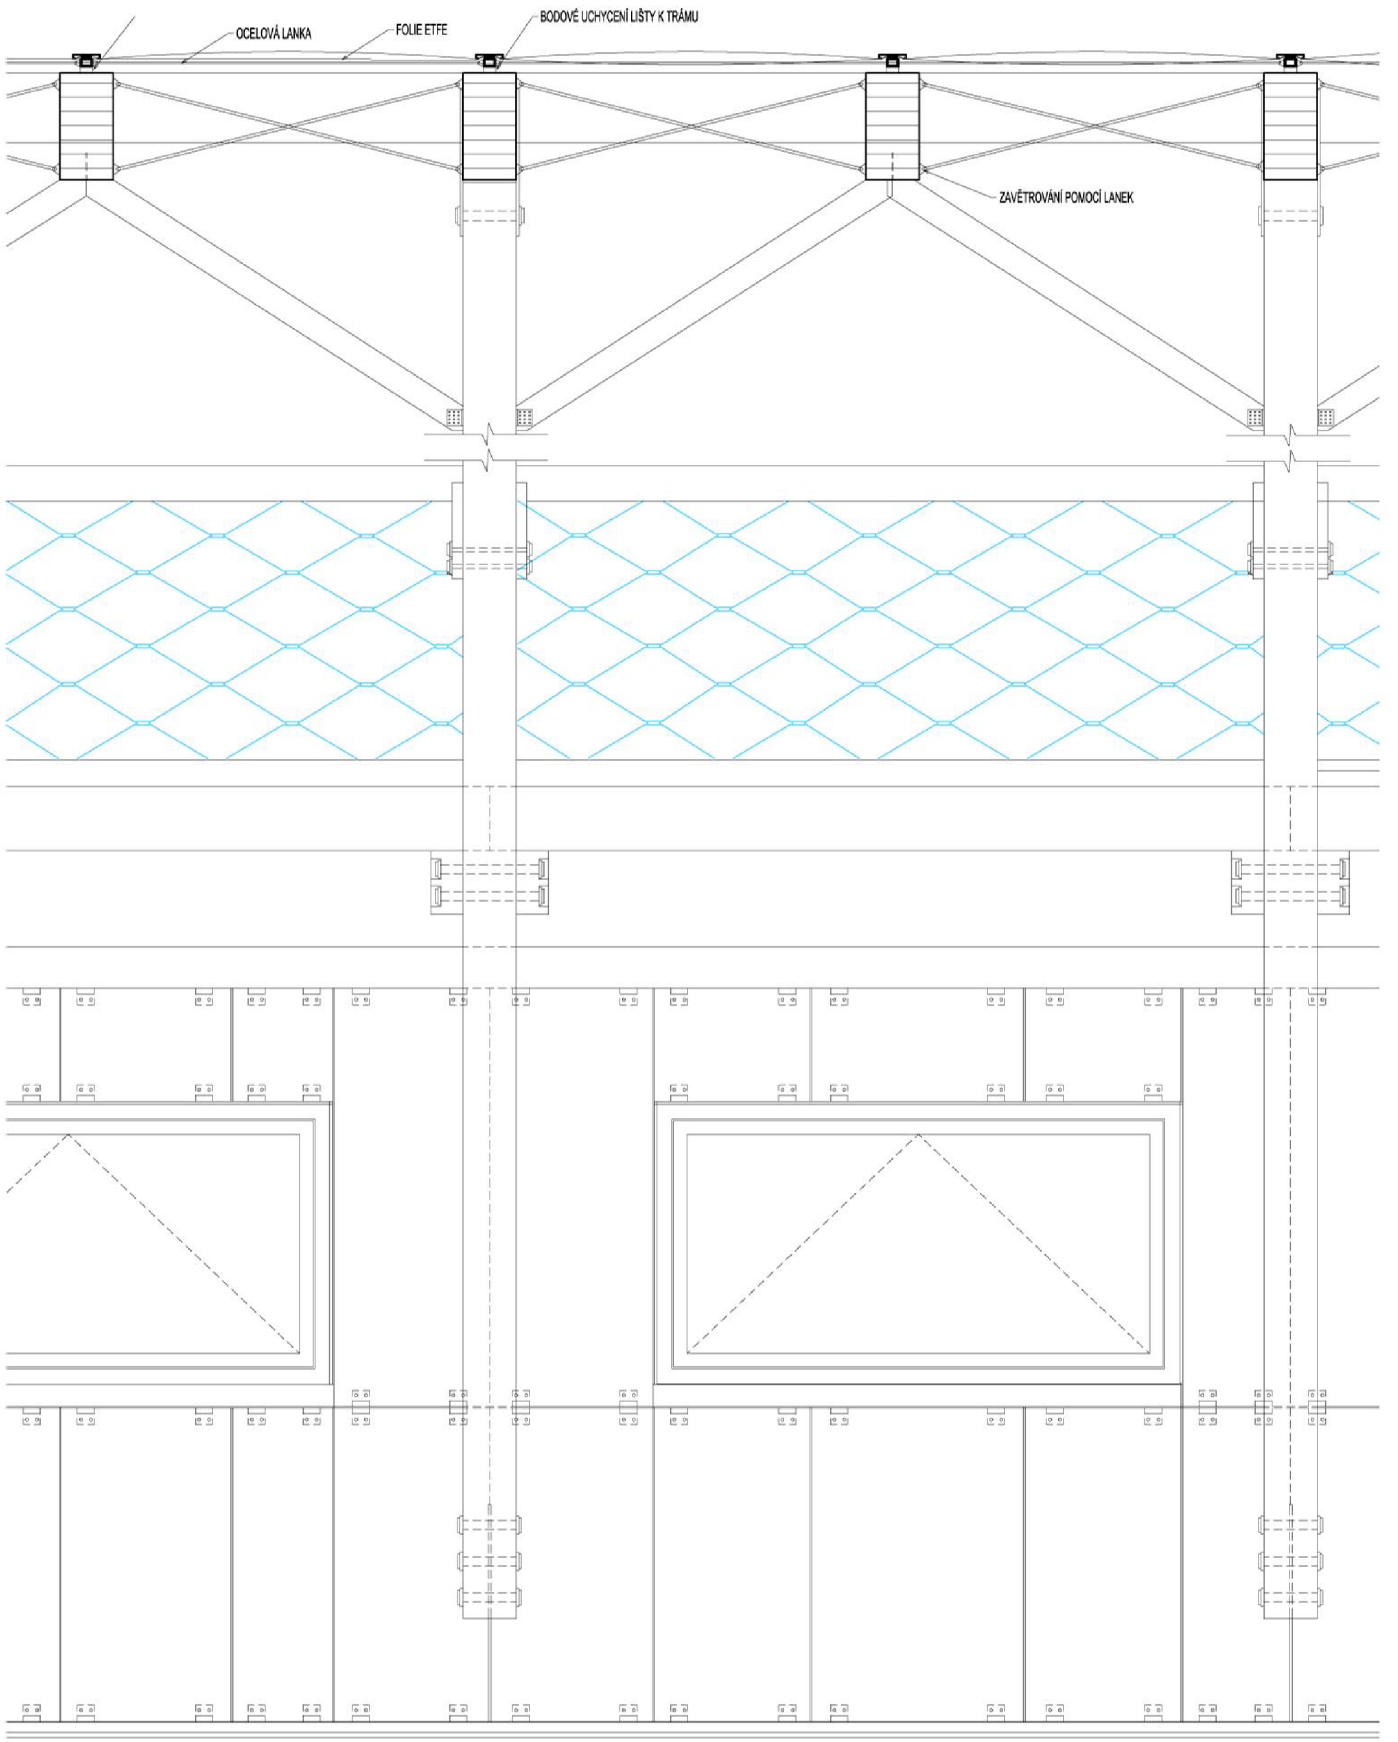 BODOVÉ UCHYCENÍ LIŠTY K TRÁMU
OCELOVÁ LANKA
FOLIE ETFE
ZAVĚTROVÁNÍ POMOCÍ LANEK